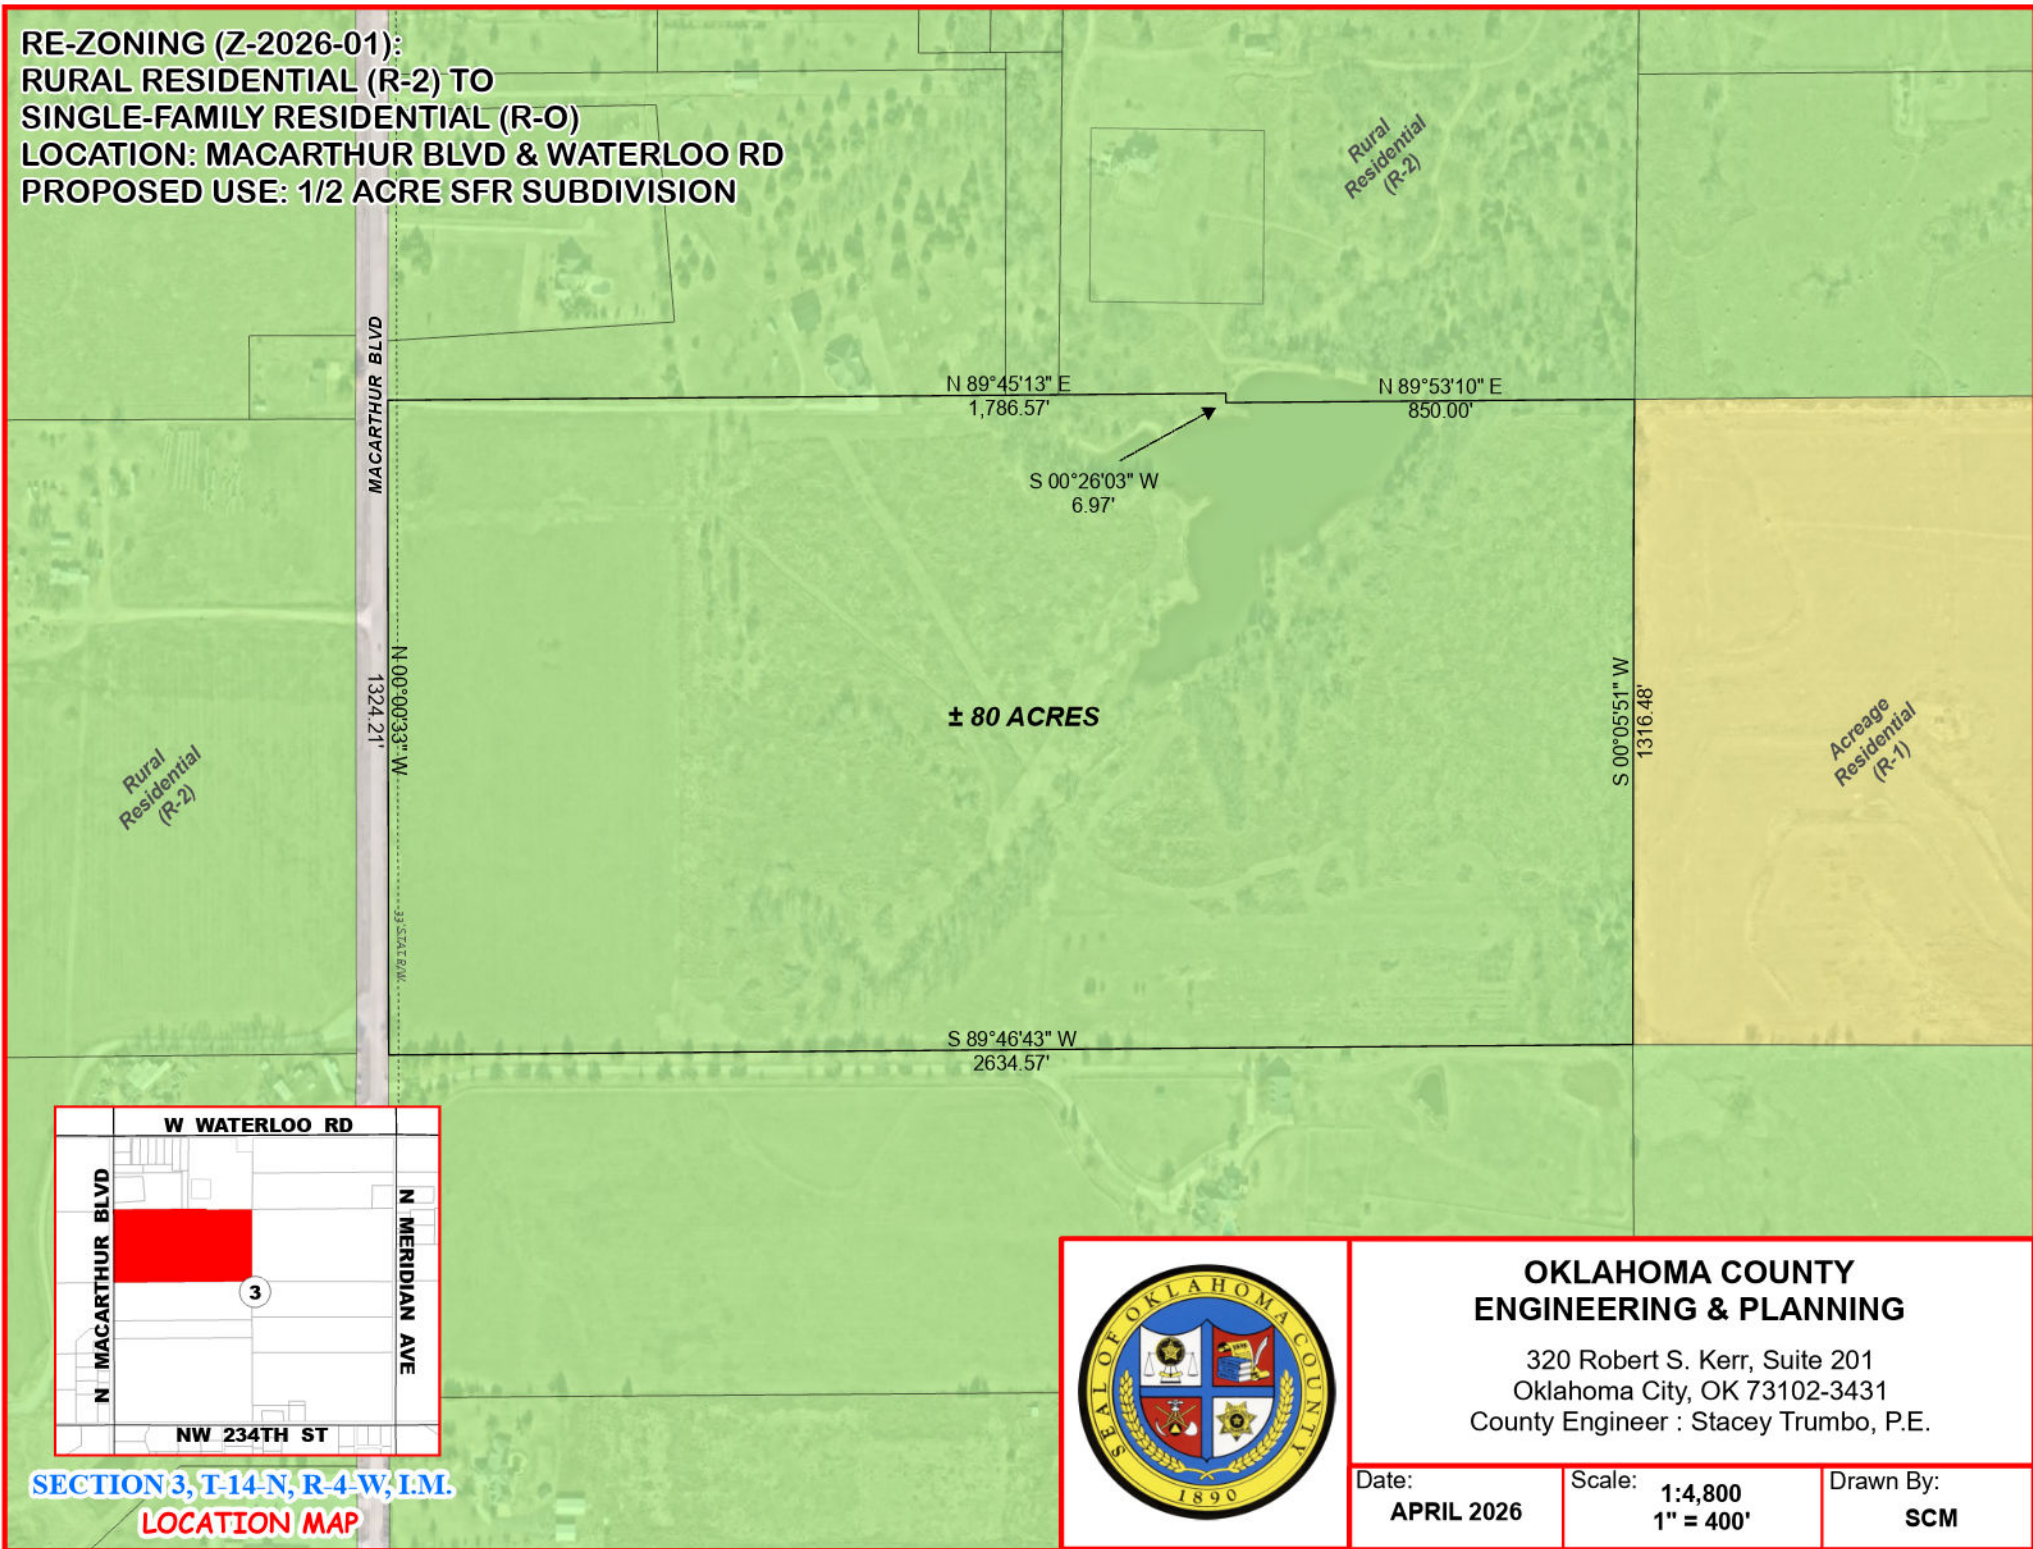 RE-ZONING (Z-2026-01):
RURAL RESIDENTIAL (R-2) TO
SINGLE-FAMILY RESIDENTIAL (R-O)
LOCATION: MACARTHUR BLVD & WATERLOO RD
PROPOSED USE: 1/2 ACRE SFR SUBDIVISION
Rural
Residential
(R-2)
MACARTHUR BLVD
N 89°45'13" E
1,786.57'
N 89°53'10" E
850.00'
S 00°26'03" W
6.97'
N 00°00'33" W
1324.21'
± 80 ACRES
S 00°05'51" W
1316.48'
Acreage
Residential
(R-1)
Rural
Residential
(R-2)
33' STAT R/W
S 89°46'43" W
2634.57'
W WATERLOO RD
N MACARTHUR BLVD
N MERIDIAN AVE
3
NW 234TH ST
SECTION 3, T-14-N, R-4-W, I.M.
LOCATION MAP
SEAL OF OKLAHOMA COUNTY
1890
OKLAHOMA COUNTY
ENGINEERING & PLANNING
320 Robert S. Kerr, Suite 201
Oklahoma City, OK 73102-3431
County Engineer : Stacey Trumbo, P.E.
Date:
APRIL 2026
Scale:
1:4,800
1" = 400'
Drawn By:
SCM